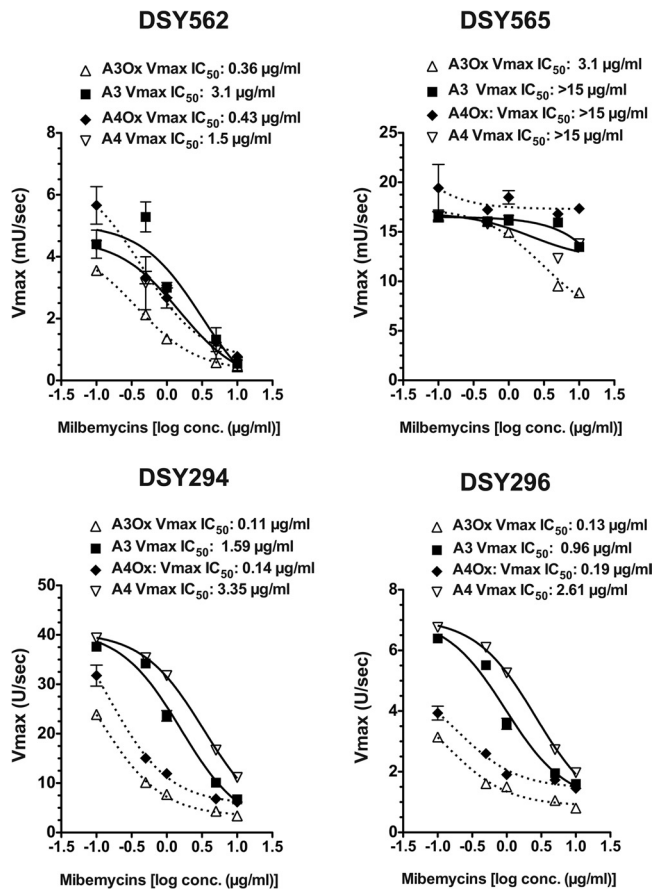 DSY562
DSY565
A3Ox Vmax IC50: 0.36 µg/ml
A3 Vmax IC50: 3.1 µg/ml
A4Ox Vmax IC50: 0.43 µg/ml
A4 Vmax IC50: 1.5 µg/ml
A3Ox Vmax IC50: 3.1 µg/ml
A3 Vmax IC50: >15 µg/ml
A4Ox: Vmax IC50: >15 µg/ml
A4 Vmax IC50: >15 µg/ml
Vmax (mU/sec)
8
6
4
2
0
-1.5 -1.0 -0.5 0.0 0.5 1.0 1.5
Milbemycins [log conc. (µg/ml)]
Vmax (mU/sec)
25
20
15
10
5
0
-1.5 -1.0 -0.5 0.0 0.5 1.0 1.5
Milbemycins [log conc. (µg/ml)]
DSY294
DSY296
A3Ox Vmax IC50: 0.11 µg/ml
A3 Vmax IC50: 1.59 µg/ml
A4Ox: Vmax IC50: 0.14 µg/ml
A4 Vmax IC50: 3.35 µg/ml
A3Ox Vmax IC50: 0.13 µg/ml
A3 Vmax IC50: 0.96 µg/ml
A4Ox: Vmax IC50: 0.19 µg/ml
A4 Vmax IC50: 2.61 µg/ml
Vmax (U/sec)
50
40
30
20
10
0
-1.5 -1.0 -0.5 0.0 0.5 1.0 1.5
Mibemycins [log conc. (µg/ml)]
Vmax (U/sec)
8
6
4
2
0
-1.5 -1.0 -0.5 0.0 0.5 1.0 1.5
Mibemycins [log conc. (µg/ml)]